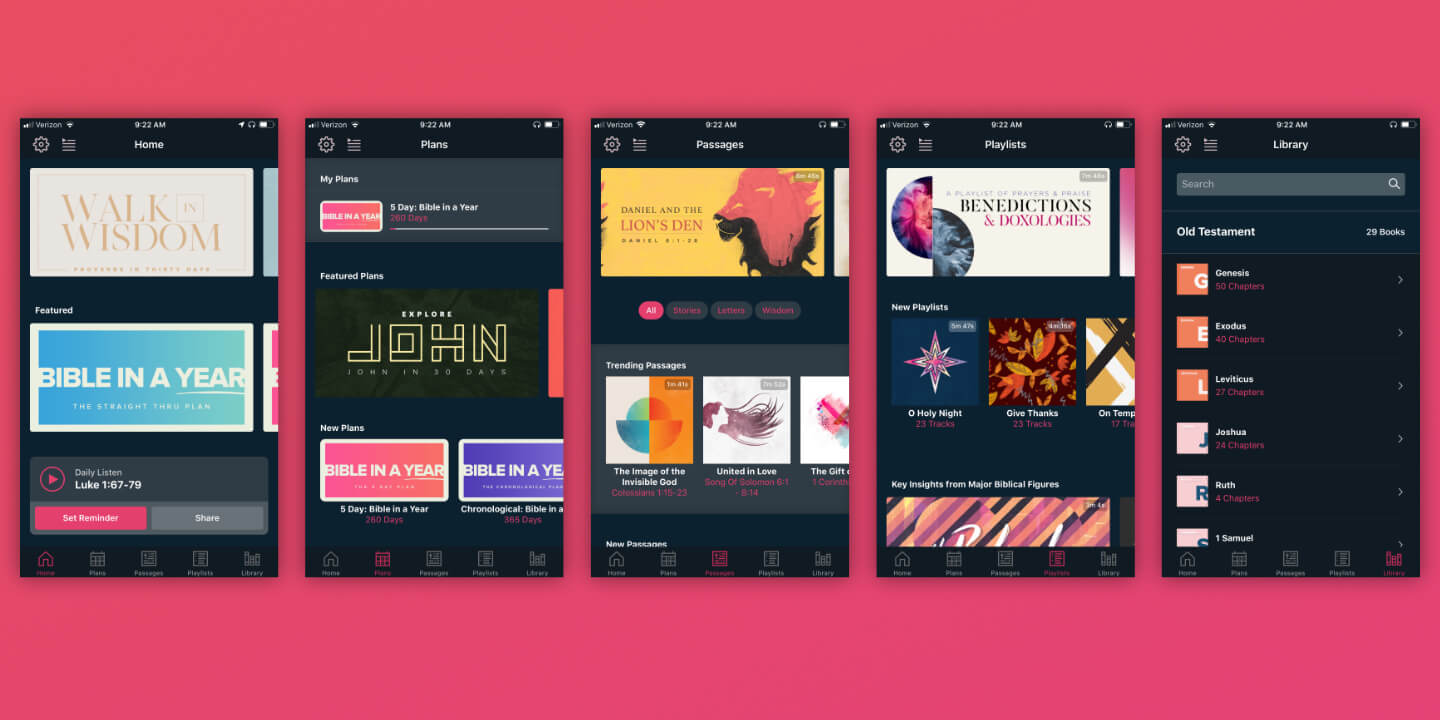 Verizon
9:22 AM
Home
WALK IN
WISDOM
PROVERBS IN THIRTY DAYS
Featured
BIBLE IN A YEAR
THE STRAIGHT THRU PLAN
Daily Listen
Luke 1:67-79
Set Reminder
Share
Home
Plans
Passages
Playlists
Library
Verizon
9:22 AM
Plans
My Plans
BIBLE IN A YEAR
5 Day: Bible in a Year
260 Days
Featured Plans
EXPLORE
JOHN
JOHN IN 30 DAYS
New Plans
BIBLE IN A YEAR
THE 5 DAY PLAN
5 Day: Bible in a Year
260 Days
BIBLE IN A YEAR
THE CHRONOLOGICAL PLAN
Chronological: Bible in a
365 Days
Home
Plans
Passages
Playlists
Library
Verizon
9:22 AM
Passages
DANIEL AND THE
LION'S DEN
DANIEL 6:1-28
All
Stories
Letters
Wisdom
Trending Passages
1m 41s
The Image of the
Invisible God
Colossians 1:15-23
7m 52s
United in Love
Song Of Solomon 6:1
- 8:14
The Gift
1 Corinth
New Passages
Home
Plans
Passages
Playlists
Library
Verizon
9:22 AM
Playlists
A PLAYLIST OF PRAYERS & PRAISE
BENEDICTIONS
& DOXOLOGIES
New Playlists
5m 47s
O Holy Night
23 Tracks
4m 15s
Give Thanks
23 Tracks
On Temp
17 Tra
Key Insights from Major Biblical Figures
3m 4s
Home
Plans
Passages
Playlists
Library
Verizon
9:22 AM
Library
Search
Old Testament
29 Books
G
Genesis
50 Chapters
E
Exodus
40 Chapters
L
Leviticus
27 Chapters
J
Joshua
24 Chapters
R
Ruth
4 Chapters
S
1 Samuel
Home
Plans
Passages
Playlists
Library